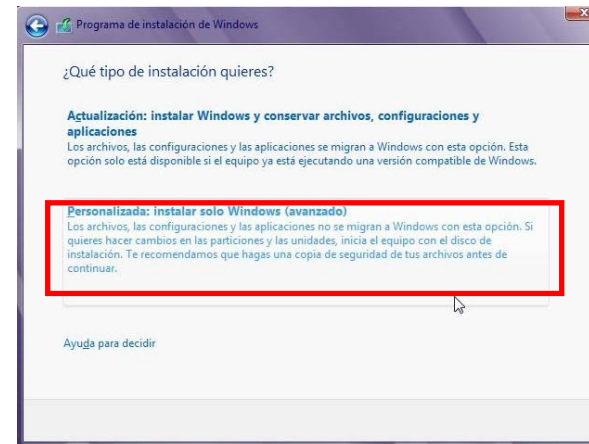 Programa de instalación de Windows
¿Qué tipo de instalación quieres?
Actualización: instalar Windows y conservar archivos, configuraciones y
aplicaciones
Los archivos, las configuraciones y las aplicaciones se migran a Windows con esta opción. Esta
opción solo está disponible si el equipo ya está ejecutando una versión compatible de Windows.
Personalizada: instalar solo Windows (avanzado)
Los archivos, las configuraciones y las aplicaciones no se migran a Windows con esta opción. Si
quieres hacer cambios en las particiones y las unidades, inicia el equipo con el disco de
instalación. Te recomendamos que hagas una copia de seguridad de tus archivos antes de
continuar.
Ayuda para decidir